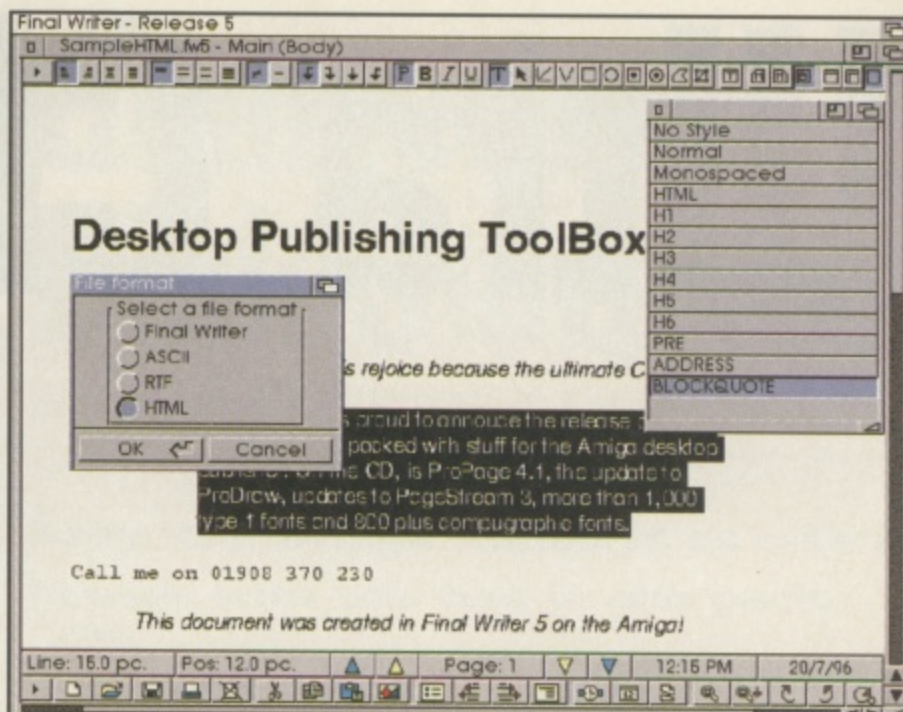 Final Writer - Release 5
SampleHTML.fw5 - Main (Body)
P B I U T
No Style
Normal
Monospaced
HTML
H1
H2
H3
H4
H5
H6
PRE
ADDRESS
BLOCKQUOTE
Desktop Publishing ToolBox
File format
Select a file format
Final Writer
ASCII
RTF
HTML
OK Cancel
is rejoice because the ultimate C
s proud to annouce the release
packed with stuff for the Amiga desktop
the CD, is ProPage 4.1, the update to
ProDraw, updates to PageStream 3, more than 1,000
type 1 fonts and 800 plus compugraphic fonts.
Call me on 01908 370 230
This document was created in Final Writer 5 on the Amiga!
Line: 15.0 pc. Pos: 12.0 pc. Page: 1 12:15 PM 20/7/96